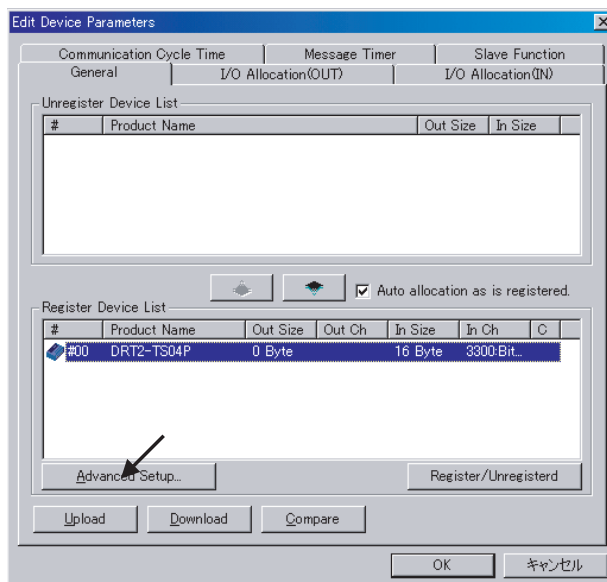 Edit Device Parameters
Communication Cycle Time Message Timer Slave Function
General I/O Allocation(OUT) I/O Allocation(IN)
Unregister Device List
# Product Name Out Size In Size
Auto allocation as is registered.
Register Device List
# Product Name Out Size Out Ch In Size In Ch C
#00 DRT2-TS04P 0 Byte 16 Byte 3300:Bit...
Advanced Setup... Register/Unregisterd
Upload Download Compare
OK キャンセル